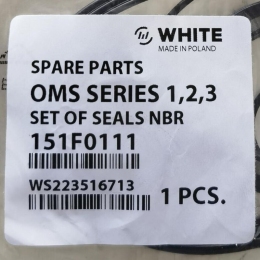 WHITE
MADE IN POLAND
SPARE PARTS
OMS SERIES 1,2,3
SET OF SEALS NBR
151F0111
WS223516713
1 PCS.